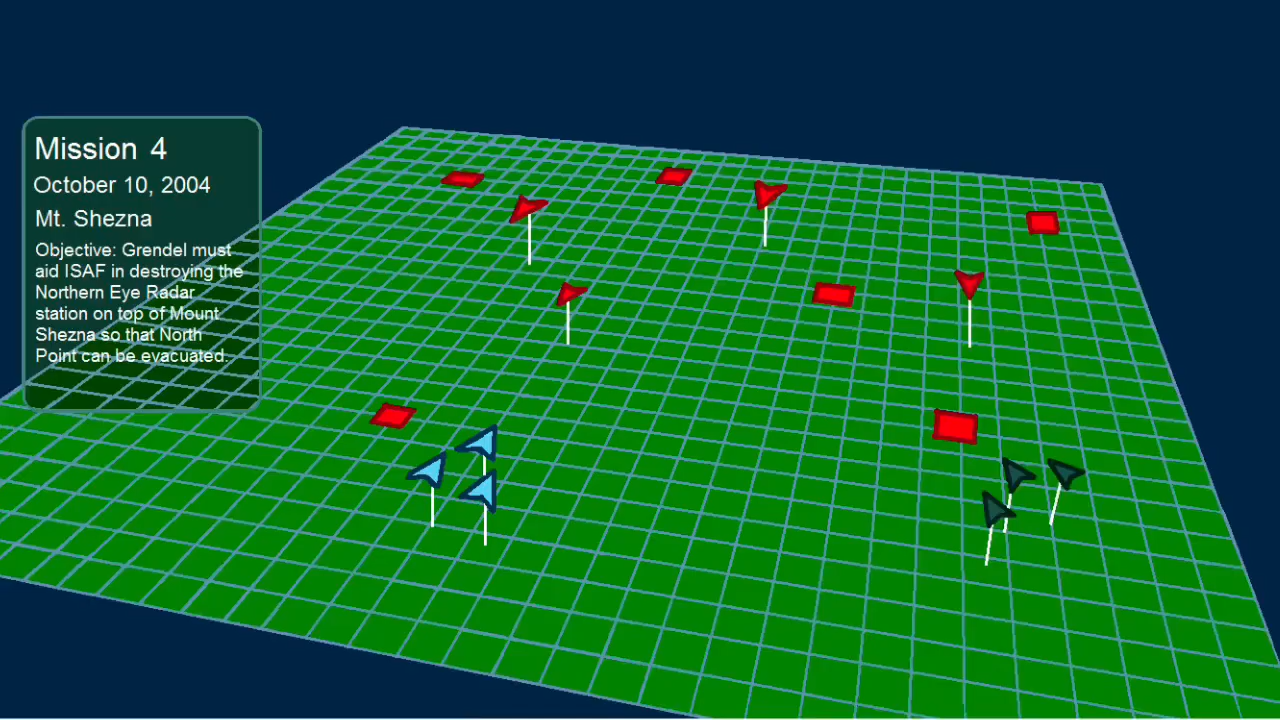 Mission 4
October 10, 2004
Mt. Shezna
Objective: Grendel must
aid ISAF in destroying the
Northern Eye Radar
station on top of Mount
Shezna so that North
Point can be evacuated.